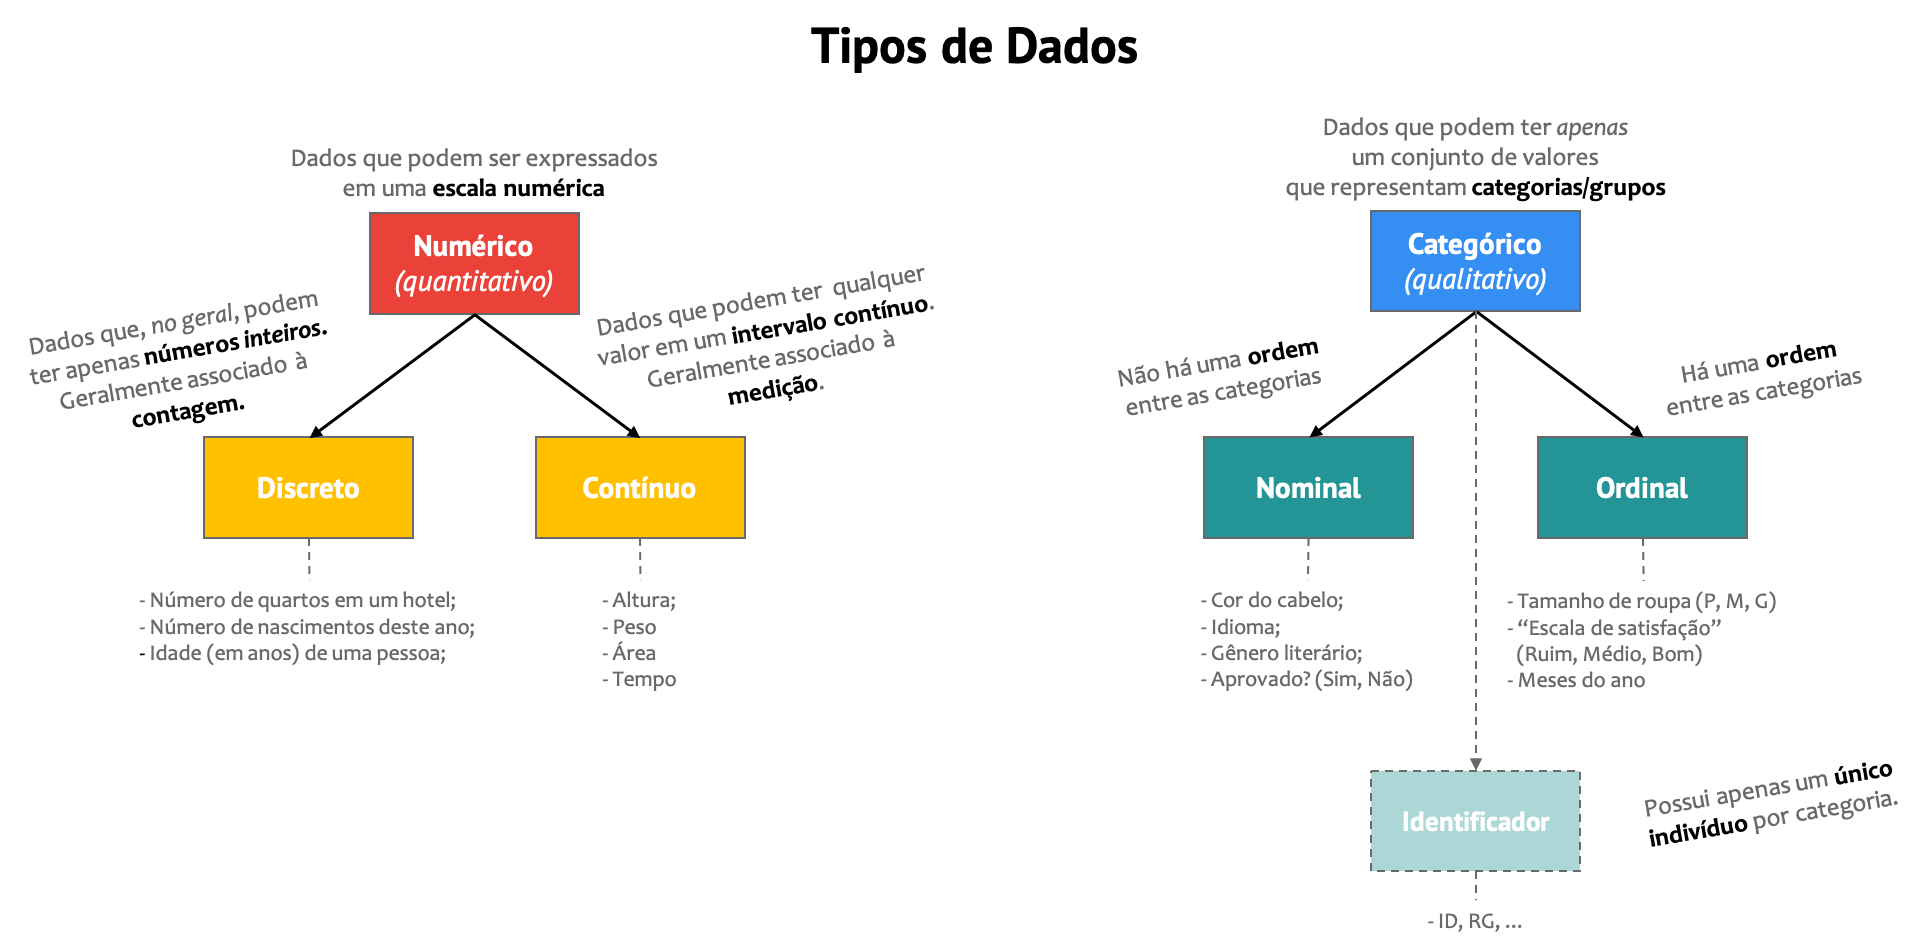 Tipos de Dados
Dados que podem ser expressados
em uma escala numérica
Numérico
(quantitativo)
Dados que, no geral, podem
ter apenas números inteiros.
Geralmente associado à
contagem.
Dados que podem ter qualquer
valor em um intervalo contínuo.
Geralmente associado à
medição.
Discreto
Contínuo
- Número de quartos em um hotel;
- Número de nascimentos deste ano;
- Idade (em anos) de uma pessoa;
- Altura;
- Peso
- Área
- Tempo
Dados que podem ter apenas
um conjunto de valores
que representam categorias/grupos
Categórico
(qualitativo)
Não há uma ordem
entre as categorias
Há uma ordem
entre as categorias
Nominal
Ordinal
- Cor do cabelo;
- Idioma;
- Gênero literário;
- Aprovado? (Sim, Não)
- Tamanho de roupa (P, M, G)
- “Escala de satisfação”
(Ruim, Médio, Bom)
- Meses do ano
Identificador
Possui apenas um único
indivíduo por categoria.
- ID, RG, ...